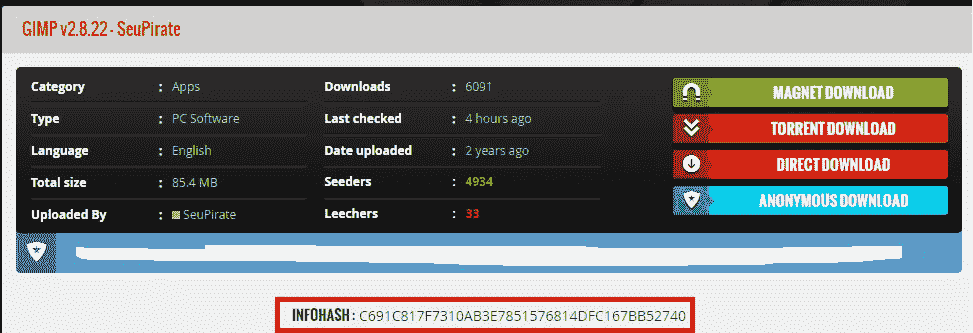 GIMP v2.8.22 - SeuPirate
Category : Apps
Type : PC Software
Language : English
Total size : 85.4 MB
Uploaded By : SeuPirate
Downloads : 6091
Last checked : 4 hours ago
Date uploaded : 2 years ago
Seeders : 4934
Leechers : 33
MAGNET DOWNLOAD
TORRENT DOWNLOAD
DIRECT DOWNLOAD
ANONYMOUS DOWNLOAD
INFOHASH : C691C817F7310AB3E7851576814DFC167BB52740